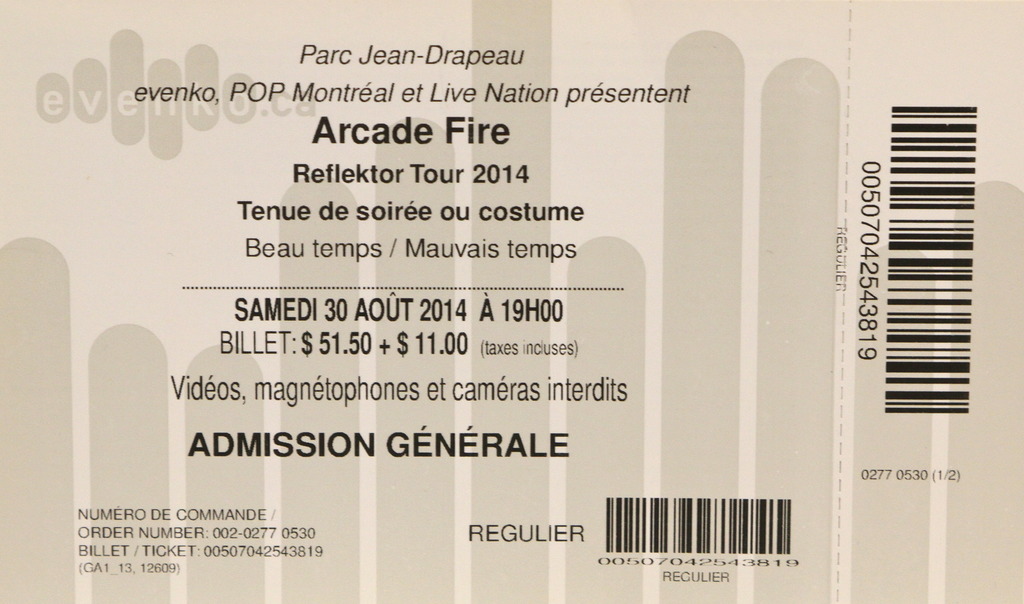 Parc Jean-Drapeau
evenko.ca
evenko, POP Montréal et Live Nation présentent
Arcade Fire
Reflektor Tour 2014
Tenue de soirée ou costume
Beau temps / Mauvais temps
SAMEDI 30 AOÛT 2014 À 19H00
BILLET: $ 51.50 + $ 11.00 (taxes incluses)
Vidéos, magnétophones et caméras interdits
ADMISSION GÉNÉRALE
NUMÉRO DE COMMANDE /
ORDER NUMBER: 002-0277 0530
BILLET / TICKET: 00507042543819
(GA1_13, 12609)
REGULIER
00507042543819
REGULIER
REGULIER
00507042543819
0277 0530 (1/2)